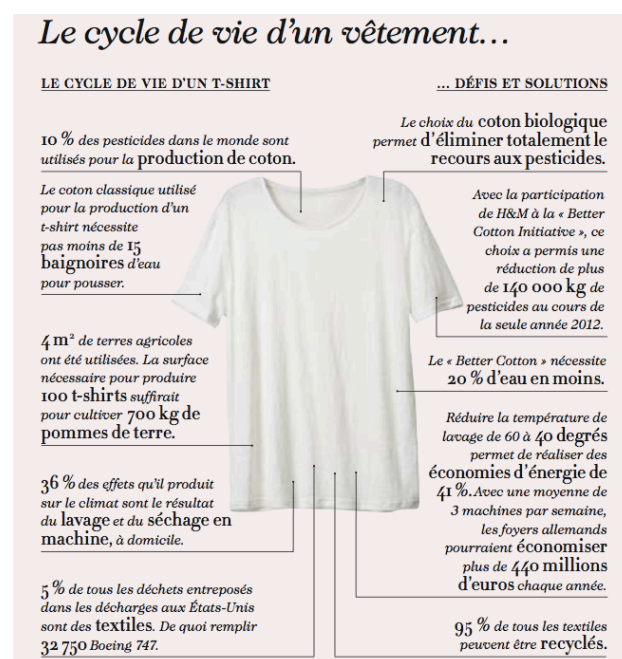 Le cycle de vie d'un vêtement...
LE CYCLE DE VIE D'UN T-SHIRT
10 % des pesticides dans le monde sont
utilisés pour la production de coton.
Le coton classique utilisé
pour la production d'un
t-shirt nécessite
pas moins de 15
baignoires d'eau
pour pousser.
4 m² de terres agricoles
ont été utilisées. La surface
nécessaire pour produire
100 t-shirts suffirait
pour cultiver 700 kg de
pommes de terre.
36 % des effets qu'il produit
sur le climat sont le résultat
du lavage et du séchage en
machine, à domicile.
5 % de tous les déchets entreposés
dans les décharges aux États-Unis
sont des textiles. De quoi remplir
32 750 Boeing 747.
... DÉFIS ET SOLUTIONS
Le choix du coton biologique
permet d'éliminer totalement le
recours aux pesticides.
Avec la participation
de H&M à la « Better
Cotton Initiative », ce
choix a permis une
réduction de plus
de 140 000 kg de
pesticides au cours de
la seule année 2012.
Le « Better Cotton » nécessite
20 % d'eau en moins.
Réduire la température de
lavage de 60 à 40 degrés
permet de réaliser des
économies d'énergie de
41 %. Avec une moyenne de
3 machines par semaine,
les foyers allemands
pourraient économiser
plus de 440 millions
d'euros chaque année.
95 % de tous les textiles
peuvent être recyclés.